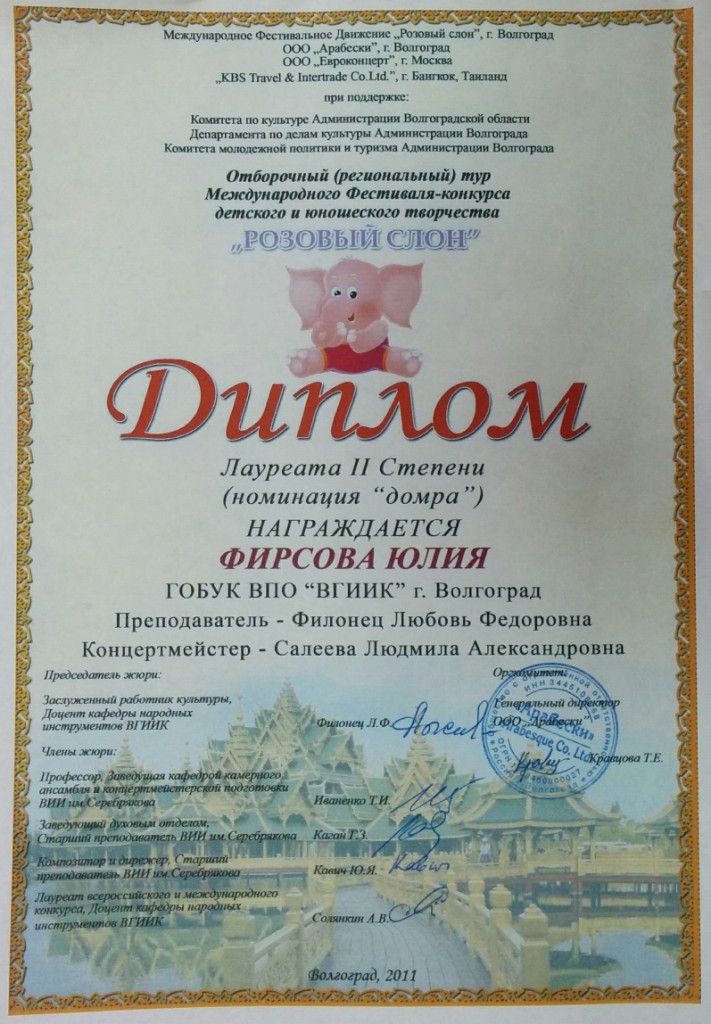 Международное Фестивальное Движение „Розовый слон", г. Волгоград
ООО „Арабески", г. Волгоград
ООО „Евроконцерт", г. Москва
„KBS Travel & Intertrade Co.Ltd.", г. Бангкок, Таиланд
при поддержке:
Комитета по культуре Администрации Волгоградской области
Департамента по делам культуры Администрации Волгограда
Комитета молодежной политики и туризма Администрации Волгограда
Отборочный (региональный) тур
Международного Фестиваля-конкурса
детского и юношеского творчества
„РОЗОВЫЙ СЛОН"
Диплом
Лауреата II Степени
(номинация “домра”)
НАГРАЖДАЕТСЯ
ФИРСОВА ЮЛИЯ
ГОБУК ВПО “ВГИИК” г. Волгоград
Преподаватель - Филонец Любовь Федоровна
Концертмейстер - Салеева Людмила Александровна
Председатель жюри:
Заслуженный работник культуры,
Доцент кафедры народных
инструментов ВГИИК
Филонец Л.Ф.
Члены жюри:
Профессор, Заведующая кафедрой камерного
ансамбля и концертмейстерской подготовки
ВИИ им.Серебрякова
Иваненко Т.И.
Заведующий духовым отделом,
Старший преподаватель ВИИ им.Серебрякова
Каган Т.З.
Композитор и дирежер, Старший
преподаватель ВИИ им.Серебрякова
Кавич Ю.Я.
Лауреат всероссийского и международного
конкурса, Доцент кафедры народных
инструментов ВГИИК
Солянкин А.В.
Оргкомитет:
Генеральный директор
ООО „Арабески"
Кравцова Т.Е.
«Арабески»
Arabesque Co. Ltd
Волгоград, 2011